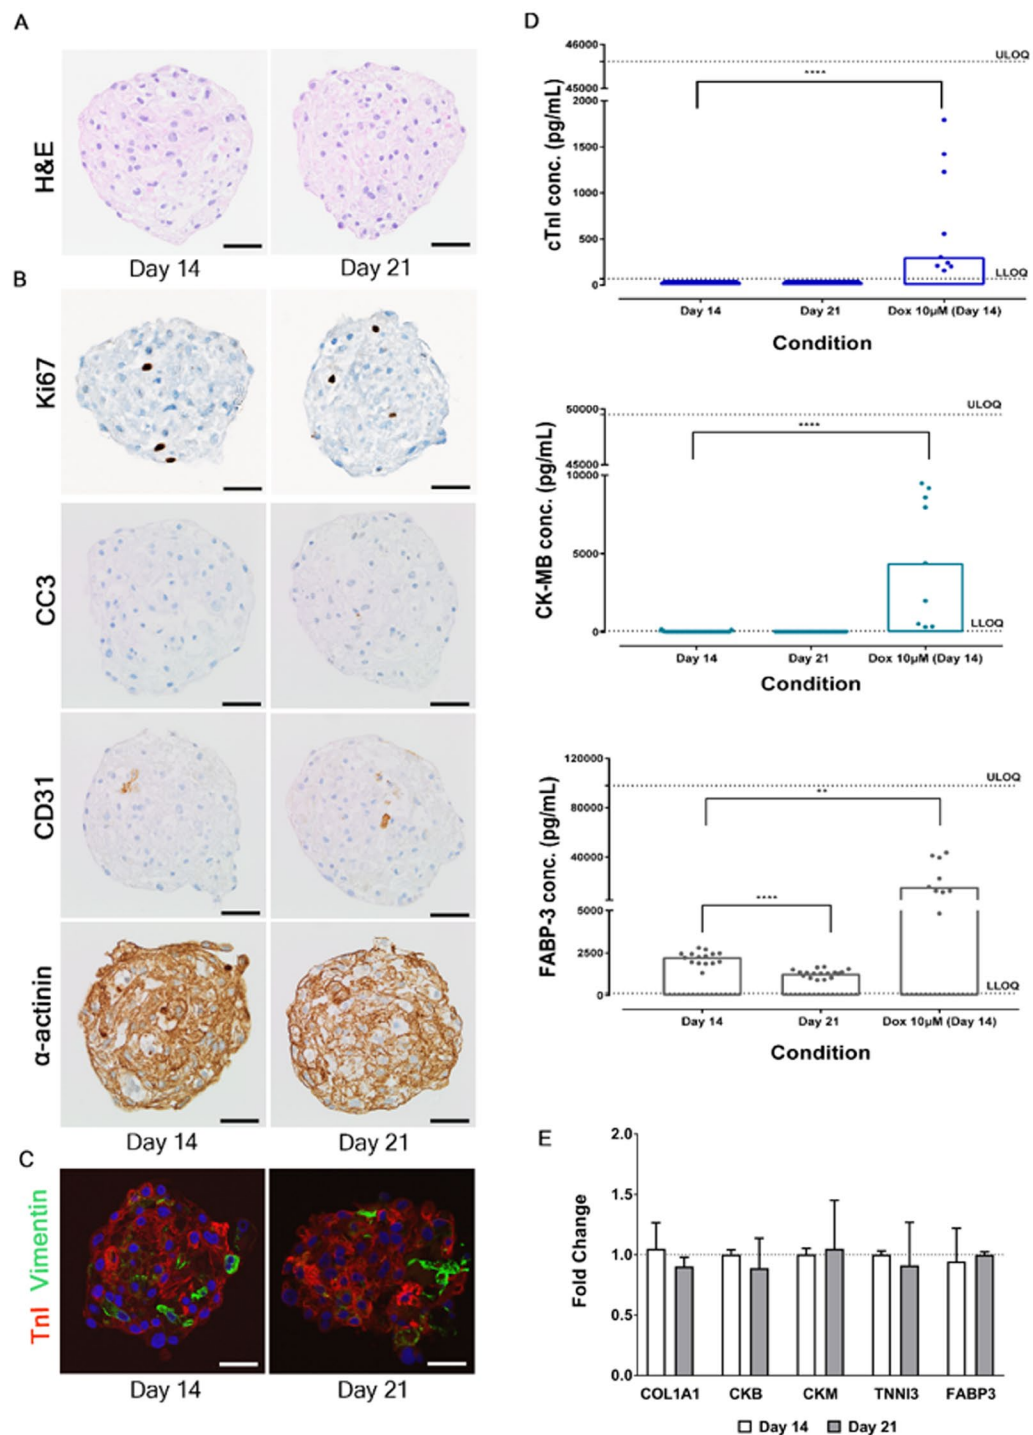 A
H&E
Day 14
Day 21
B
Ki67
CC3
CD31
α-actinin
Day 14
Day 21
C
TnI Vimentin
Day 14
Day 21
D
cTnI conc. (pg/mL)
46000
45000
2000
1500
1000
500
0
ULOQ
****
LLOQ
Day 14
Day 21
Dox 10µM (Day 14)
Condition
CK-MB conc. (pg/mL)
50000
45000
10000
5000
0
ULOQ
****
LLOQ
Day 14
Day 21
Dox 10µM (Day 14)
Condition
FABP-3 conc. (pg/mL)
120000
80000
40000
5000
2500
0
ULOQ
**
****
LLOQ
Day 14
Day 21
Dox 10µM (Day 14)
Condition
E
Fold Change
2.0
1.5
1.0
0.5
0.0
COL1A1
CKB
CKM
TNNI3
FABP3
Day 14
Day 21